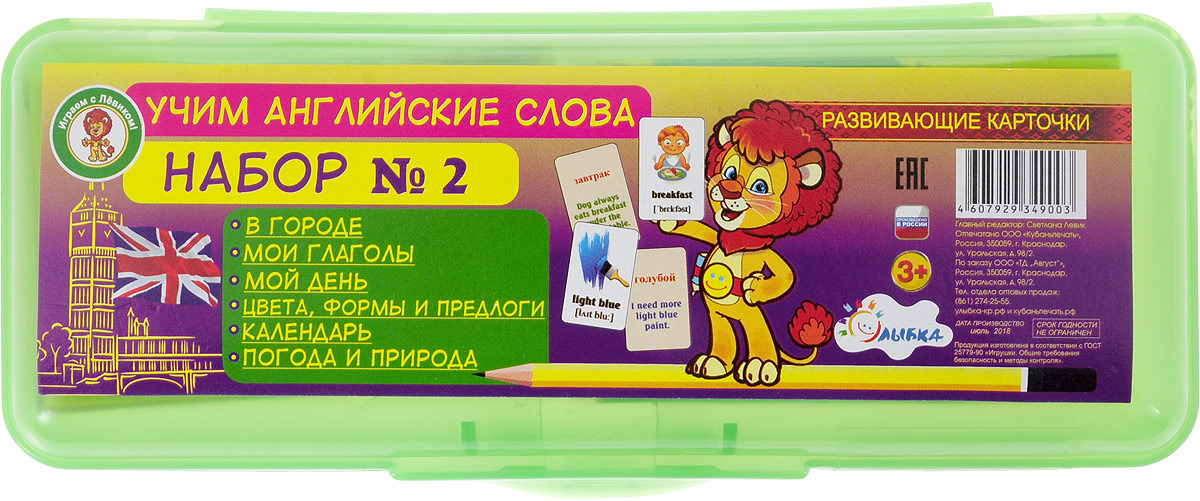 Играем с Лёвиком!
УЧИМ АНГЛИЙСКИЕ СЛОВА
НАБОР № 2
• В ГОРОДЕ
• МОИ ГЛАГОЛЫ
• МОЙ ДЕНЬ
• ЦВЕТА, ФОРМЫ И ПРЕДЛОГИ
• КАЛЕНДАРЬ
• ПОГОДА И ПРИРОДА
завтрак
Dog always
eats breakfast
under the
breakfast
[ˈbrekfəst]
light blue
[laɪt blu:]
голубой
I need more
light blue
paint.
РАЗВИВАЮЩИЕ КАРТОЧКИ
EAC
ПРОИЗВЕДЕНО
В РОССИИ
3+
УЛЫБКА
4 607929 349003
Главный редактор: Светлана Левик
Отпечатано ООО «Кубаньпечать»,
Россия, 350059, г. Краснодар,
ул. Уральская, д. 98/2.
По заказу ООО «ТД „Август",
Россия, 350059, г. Краснодар,
ул. Уральская, д. 98/2.
Тел. отдела оптовых продаж:
(861) 274-25-55.
улыбка-кр.рф и кубаньпечать.рф
ДАТА ПРОИЗВОДСТВО
июль 2018
СРОК ГОДНОСТИ
НЕ ОГРАНИЧЕН
Продукция изготовлена в соответствии с ГОСТ
25779-90 «Игрушки. Общие требования
безопасность и методы контроля».